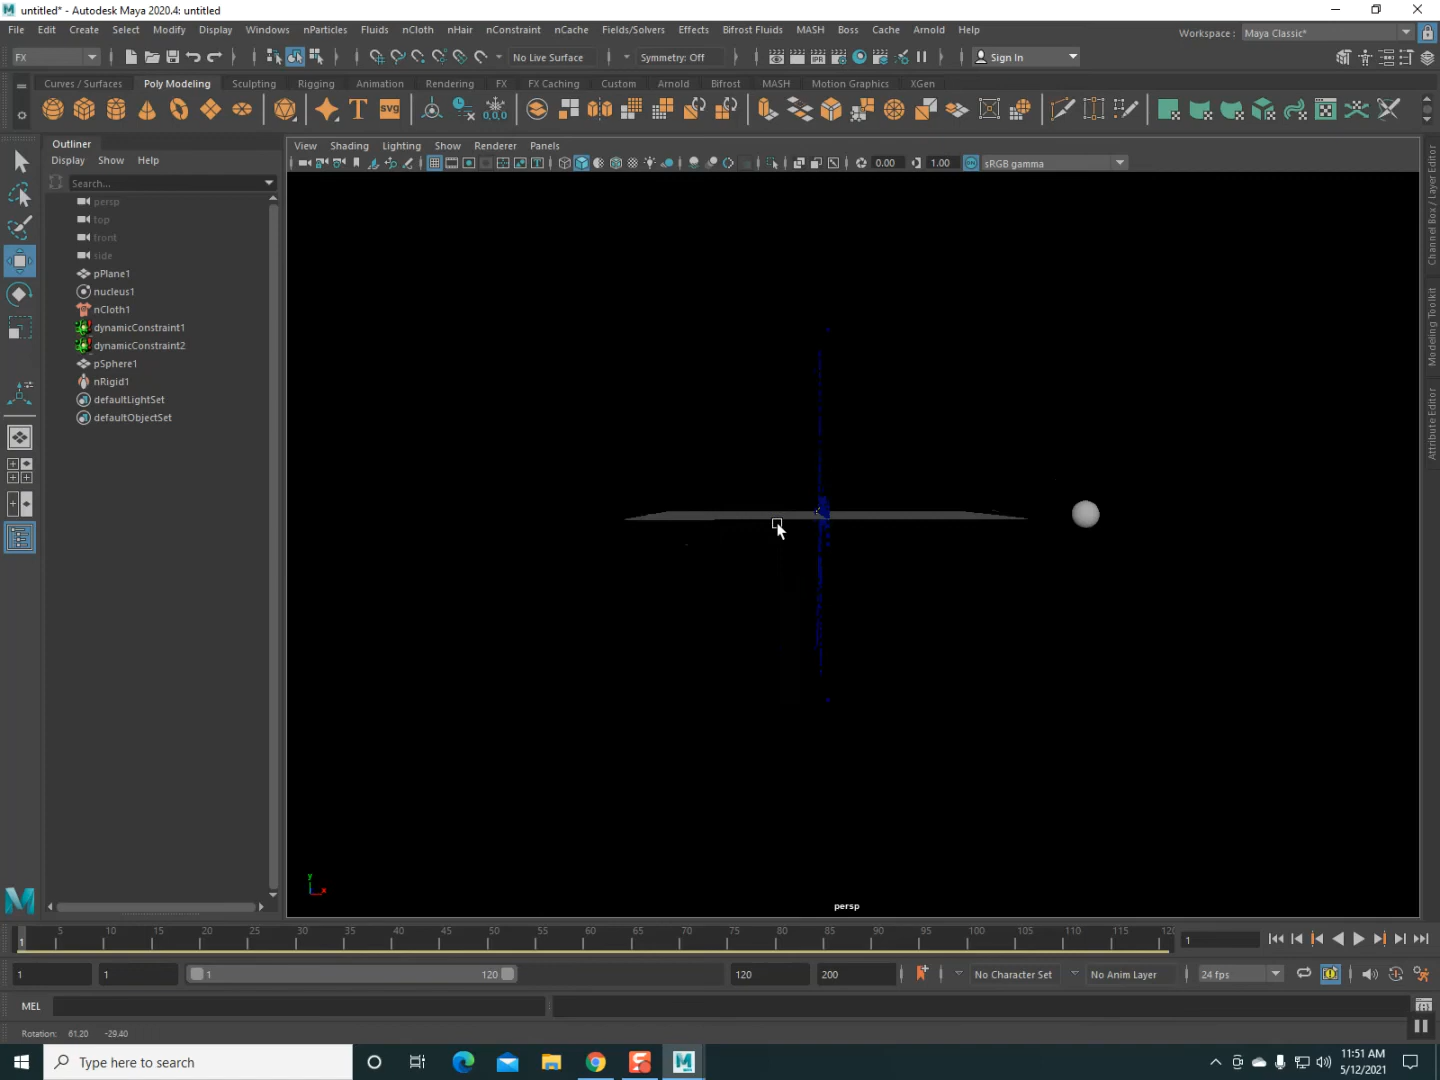 untitled* - Autodesk Maya 2020.4: untitled
File Edit Create Select Modify Display Windows nParticles Fluids nCloth nHair nConstraint nCache Fields/Solvers Effects Bifrost Fluids MASH Boss Cache Arnold Help
Workspace : Maya Classic*
FX
No Live Surface
Symmetry: Off
Sign In
Curves / Surfaces Poly Modeling Sculpting Rigging Animation Rendering FX FX Caching Custom Arnold Bifrost MASH Motion Graphics XGen
T SVG 0,0,0
Outliner
Display Show Help
Search...
View Shading Lighting Show Renderer Panels
0.00 1.00 sRGB gamma
persp
top
front
side
pPlane1
nucleus1
nCloth1
dynamicConstraint1
dynamicConstraint2
pSphere1
nRigid1
defaultLightSet
defaultObjectSet
Channel Box / Layer Editor
Modeling Toolkit
Attribute Editor
y
x
persp
1 5 10 15 20 25 30 35 40 45 50 55 60 65 70 75 80 85 90 95 100 105 110 115 120
1
1 1 1 120 120 200
No Character Set
No Anim Layer
24 fps
MEL
Rotation: 61.20 -29.40
Type here to search
11:51 AM
5/12/2021